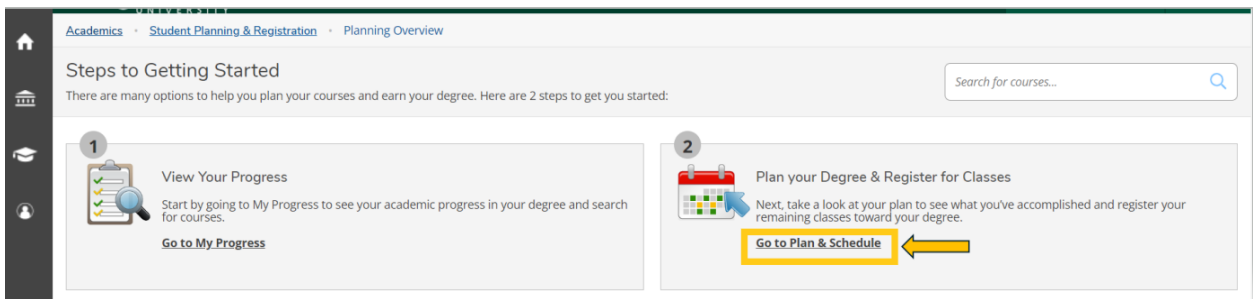 UNIVERSITY
Academics · Student Planning & Registration · Planning Overview
Steps to Getting Started
There are many options to help you plan your courses and earn your degree. Here are 2 steps to get you started:
Search for courses...
1
View Your Progress
Start by going to My Progress to see your academic progress in your degree and search
for courses.
Go to My Progress
2
Plan your Degree & Register for Classes
Next, take a look at your plan to see what you've accomplished and register your
remaining classes toward your degree.
Go to Plan & Schedule